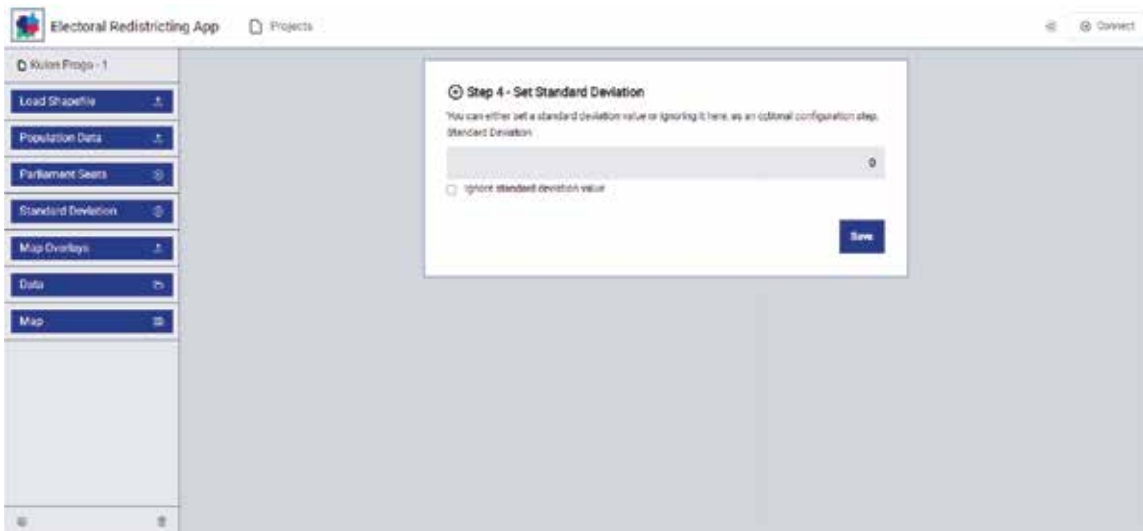 Electoral Redistricting App
Projects
Connect
Kulon Progo - 1
Load Shapefile
Population Data
Parliament Seats
Standard Deviation
Map Overlays
Data
Map
Step 4 - Set Standard Deviation
You can either set a standard deviation value or ignoring it here, as an optional configuration step.
Standard Deviation
0
Ignore standard deviation value
Save